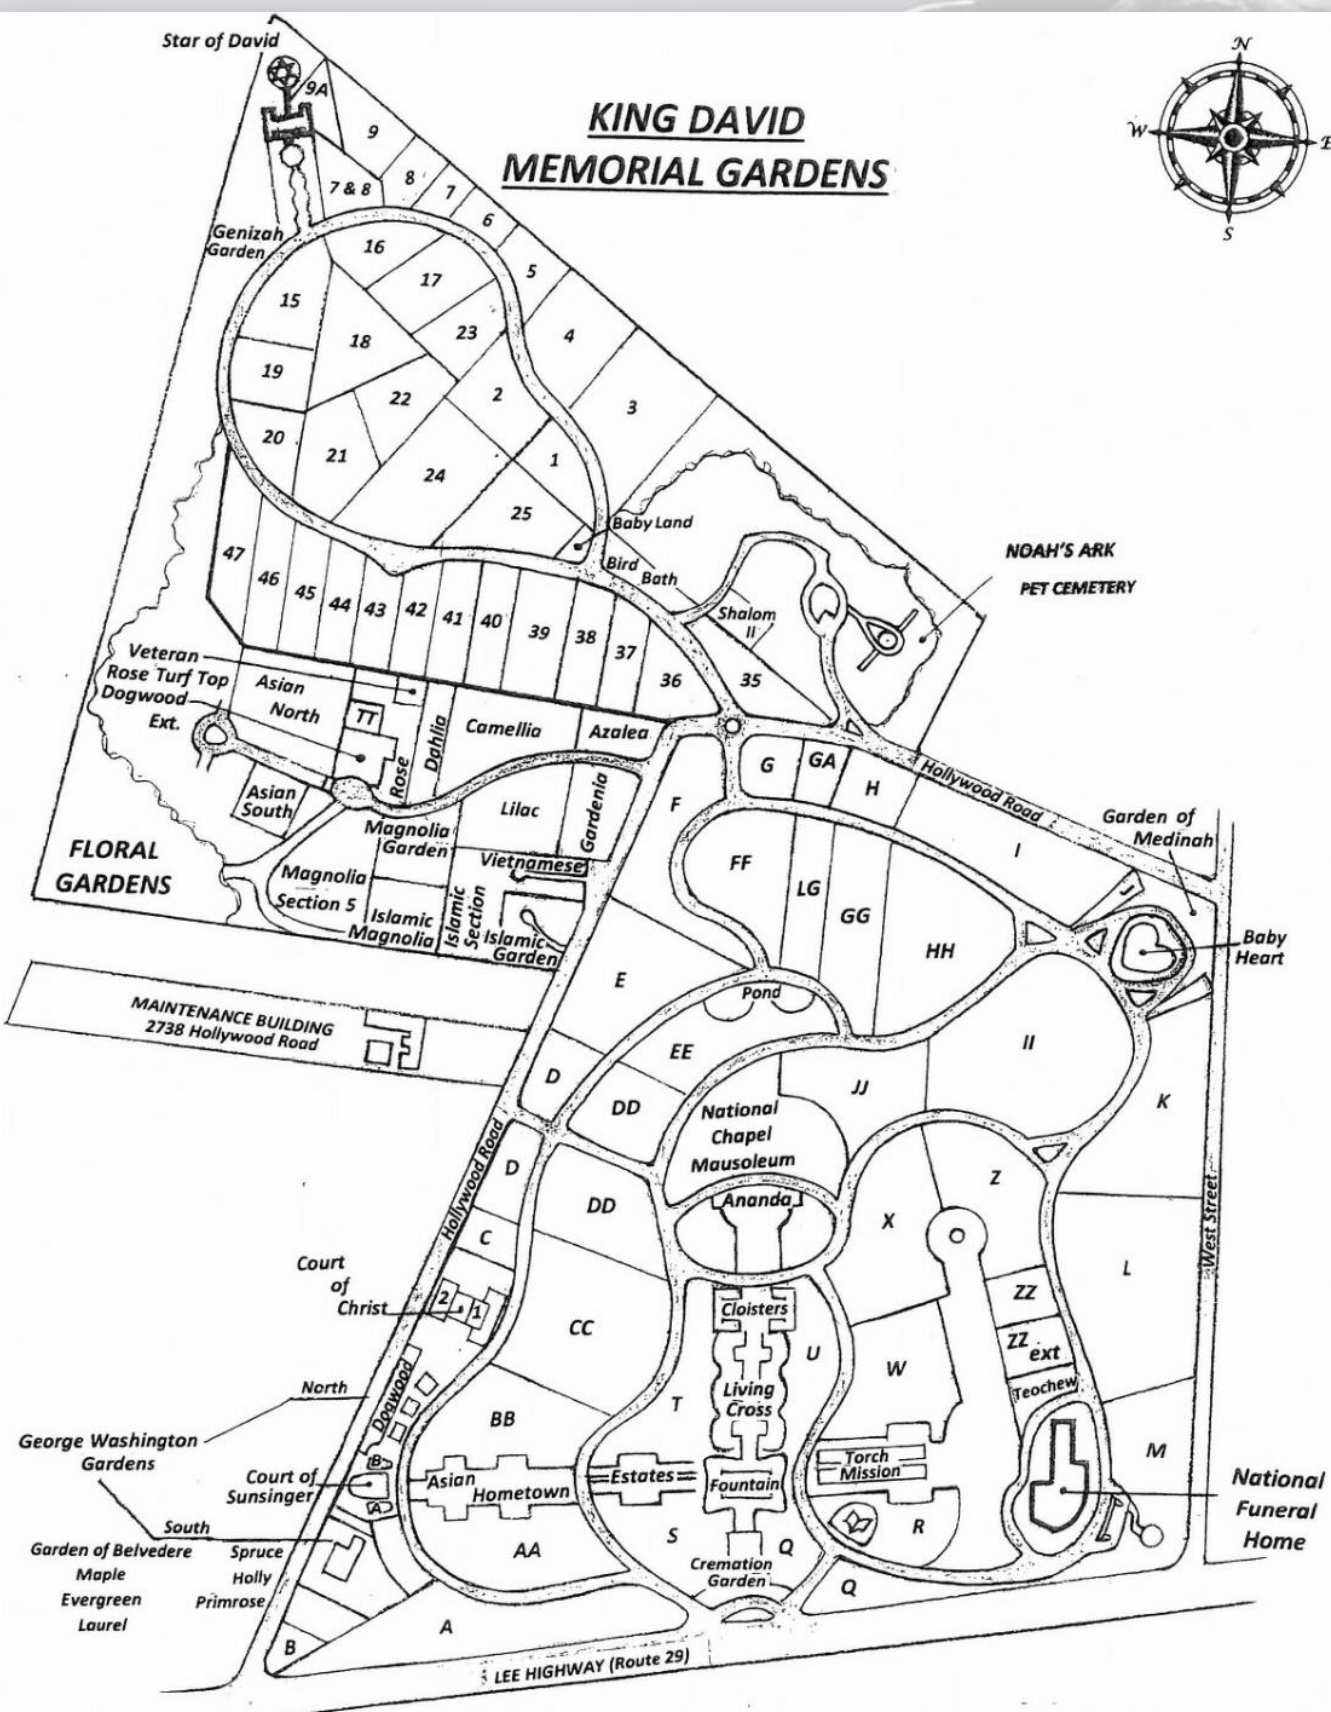 Star of David
9A
KING DAVID
MEMORIAL GARDENS
N
W
E
S
9
7 & 8
8
7
6
Genizah
Garden
16
17
5
15
18
23
4
19
22
2
3
20
21
24
1
25
Baby Land
Bird
Bath
47
46
45
44
43
42
41
40
39
38
37
36
Shalom
II
35
NOAH'S ARK
PET CEMETERY
Veteran
Rose Turf Top
Dogwood
Ext.
Asian
North
TT
Rose
Dahlia
Camellia
Azalea
Asian
South
Lilac
Gardenia
Magnolia
Garden
Vietnamese
Magnolia
Section 5
Islamic
Magnolia
Islamic
Section
Islamic
Garden
FLORAL
GARDENS
G
GA
H
Hollywood Road
F
FF
LG
GG
HH
I
J
Garden of
Medinah
Baby
Heart
MAINTENANCE BUILDING
2738 Hollywood Road
E
Pond
EE
II
D
DD
JJ
K
National
Chapel
Mausoleum
Ananda
Hollywood Road
D
DD
C
X
Z
West Street
L
Court
of
Christ
2
1
CC
Cloisters
U
ZZ
ZZ
ext
Teochew
W
T
Living
Cross
North
Dogwood
BB
M
George Washington
Gardens
Court of
Sunsinger
B
A
Asian
Hometown
Estates
Fountain
Torch
Mission
National
Funeral
Home
South
Garden of Belvedere
Maple
Evergreen
Laurel
Spruce
Holly
Primrose
AA
S
Q
R
Cremation
Garden
Q
A
B
LEE HIGHWAY (Route 29)